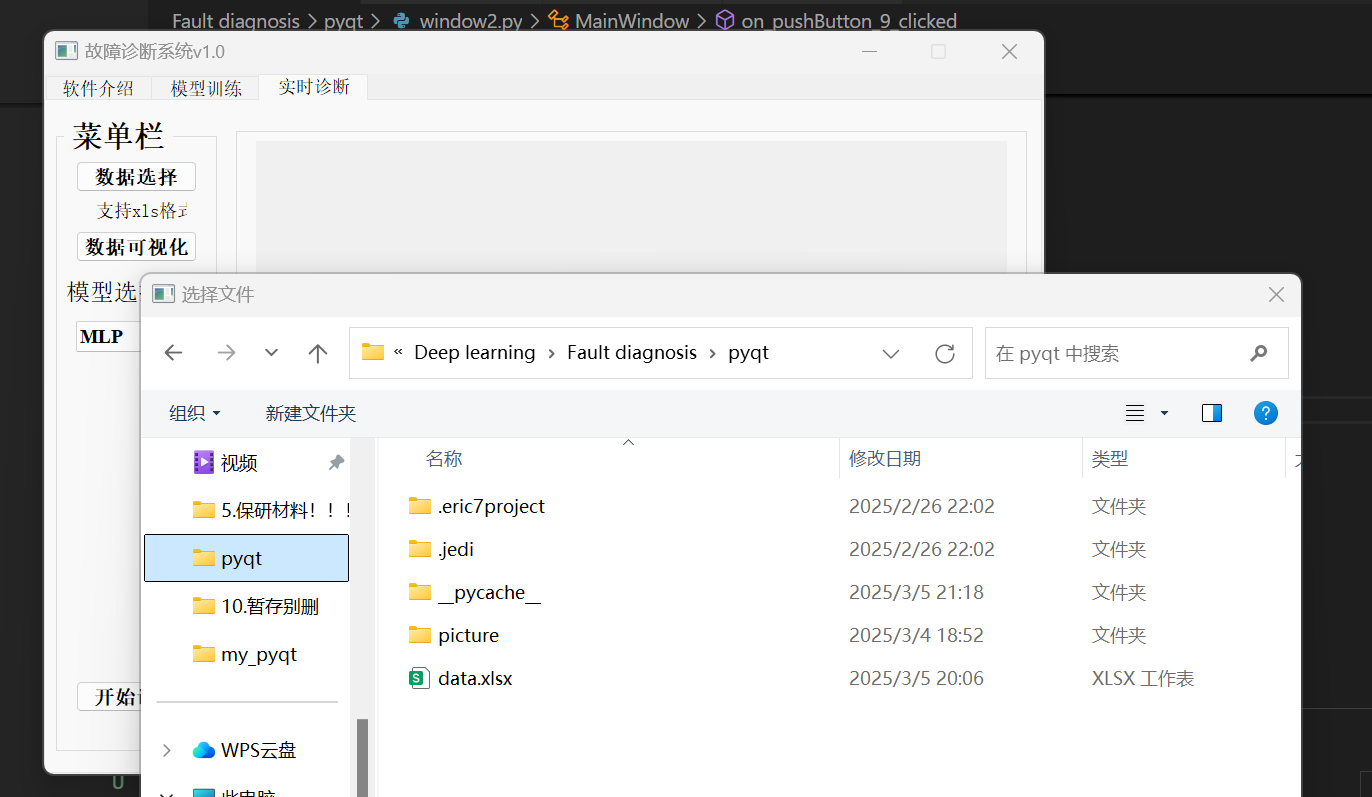 Fault diagnosis > pyqt > window2.py > MainWindow > on_pushButton_9_clicked
故障诊断系统v1.0
软件介绍 模型训练 实时诊断
菜单栏
数据选择
支持xls格式
数据可视化
模型选
MLP
开始
选择文件
« Deep learning › Fault diagnosis › pyqt
在 pyqt 中搜索
组织 新建文件夹
名称 修改日期 类型
视频
5.保研材料！！！
pyqt
10.暂存别删
my_pyqt
WPS云盘
此电脑
.eric7project 2025/2/26 22:02 文件夹
.jedi 2025/2/26 22:02 文件夹
__pycache__ 2025/3/5 21:18 文件夹
picture 2025/3/4 18:52 文件夹
data.xlsx 2025/3/5 20:06 XLSX 工作表
U